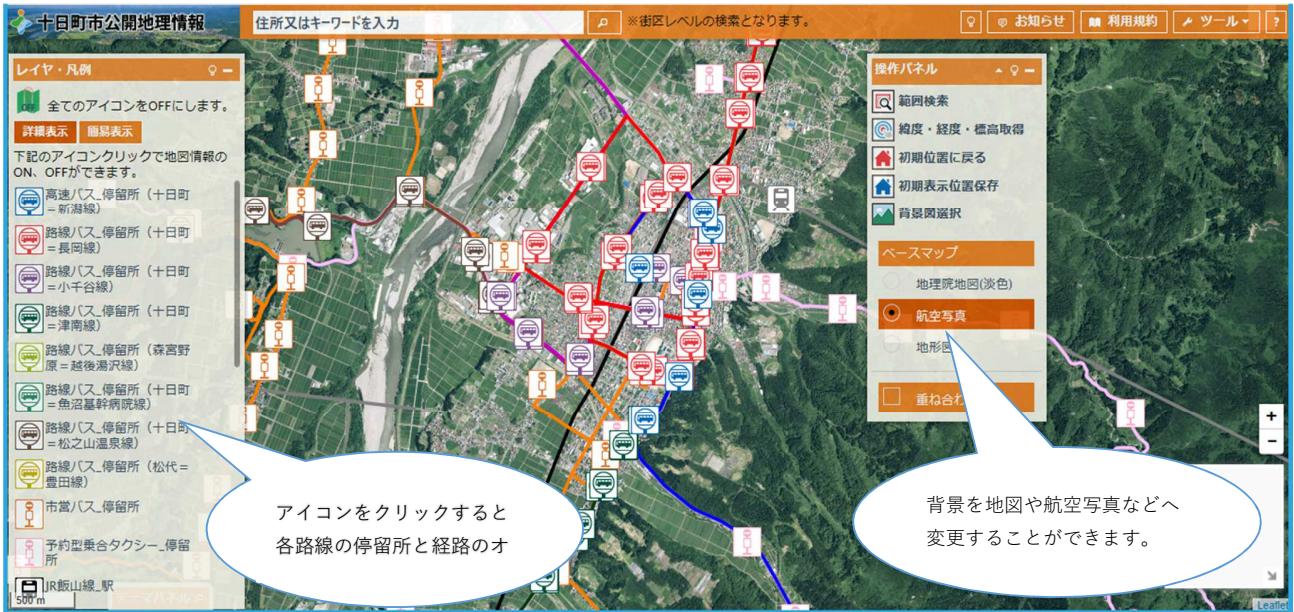 十日町市公開地理情報
住所又はキーワードを入力
※街区レベルの検索となります。
お知らせ
利用規約
ツール
?
レイヤ・凡例
OFF
全てのアイコンをOFFにします。
詳細表示
簡易表示
下記のアイコンクリックで地図情報の
ON、OFFができます。
高速バス_停留所（十日町
＝新潟線）
路線バス_停留所（十日町
＝長岡線）
路線バス_停留所（十日町
＝小千谷線）
路線バス_停留所（十日町
＝津南線）
路線バス_停留所（森宮野
原＝越後湯沢線）
路線バス_停留所（十日町
＝魚沼基幹病院線）
路線バス_停留所（十日町
＝松之山温泉線）
路線バス_停留所（松代＝
豊田線）
市営バス_停留所
予約型乗合タクシー_停留
所
JR飯山線_駅
500 m
テーマパネル
アイコンをクリックすると
各路線の停留所と経路のオ
操作パネル
範囲検索
緯度・経度・標高取得
初期位置に戻る
初期表示位置保存
背景図選択
ベースマップ
地理院地図(淡色)
航空写真
地形図
重ね合わ
背景を地図や航空写真などへ
変更することができます。
+
−
Leaflet